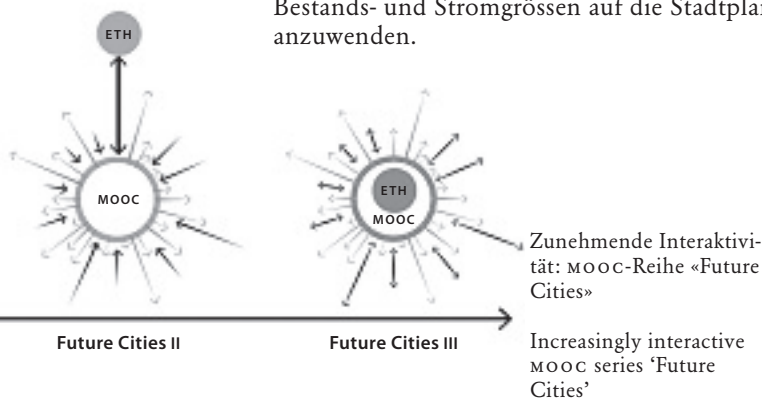 Bestands- und Stromgrössen auf die
anzuwenden.
ETH
MOOC
ETH
MOOC
Future Cities II
Future Cities III
Zunehmende Interaktivi-
tät: MOOC-Reihe «Future
Cities»
Increasingly interactive
MOOC series ‘Future
Cities’